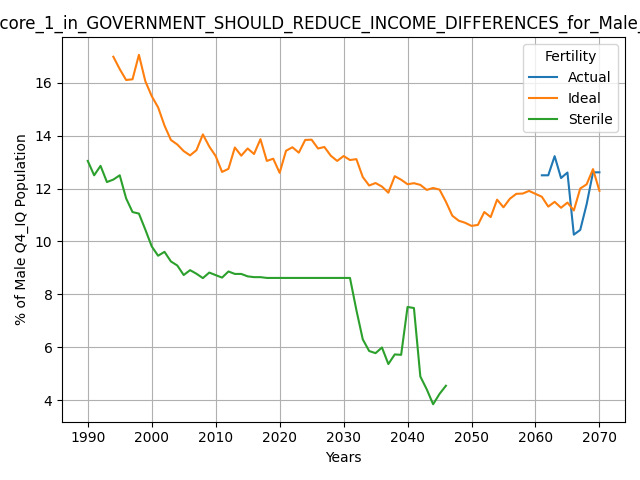 core_1_in_GOVERNMENT_SHOULD_REDUCE_INCOME_DIFFERENCES_for_Male_
Fertility
Actual
Ideal
Sterile
% of Male Q4_IQ Population
16
14
12
10
8
6
4
1990 2000 2010 2020 2030 2040 2050 2060 2070
Years